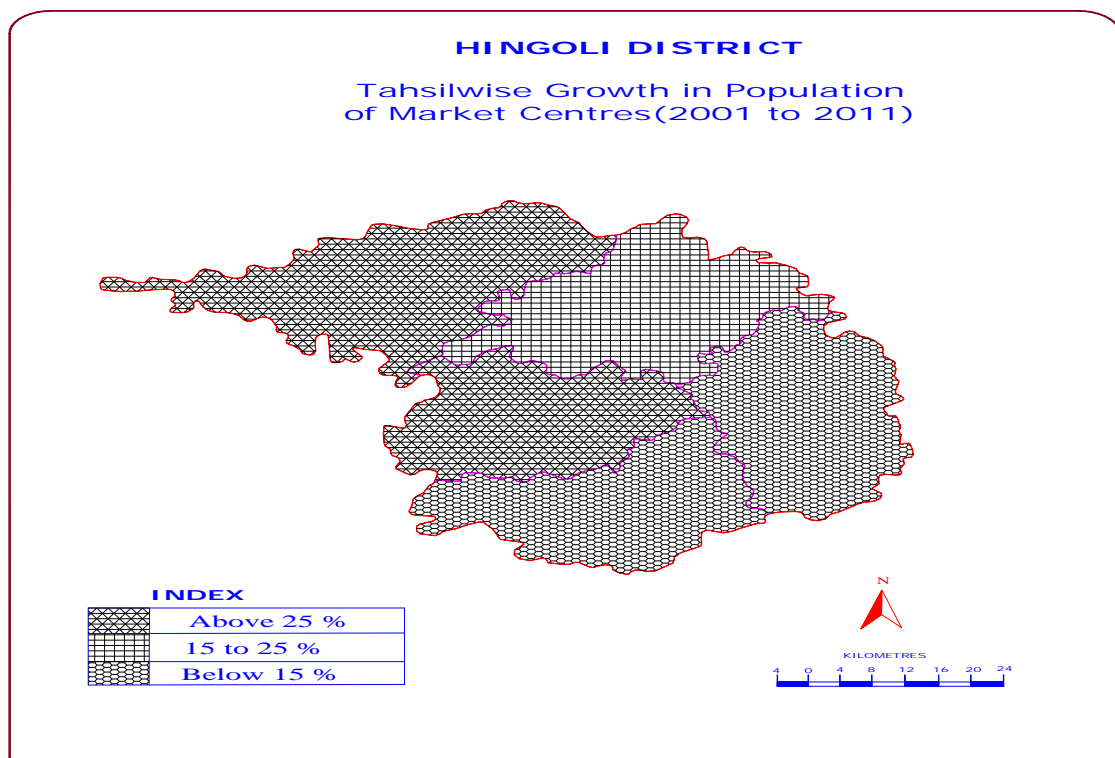 HINGOLI DISTRICT
Tahsilwise Growth in Population
of Market Centres(2001 to 2011)
INDEX
Above 25 %
15 to 25 %
Below 15 %
N
KILOMETRES
4 0 4 8 12 16 20 24